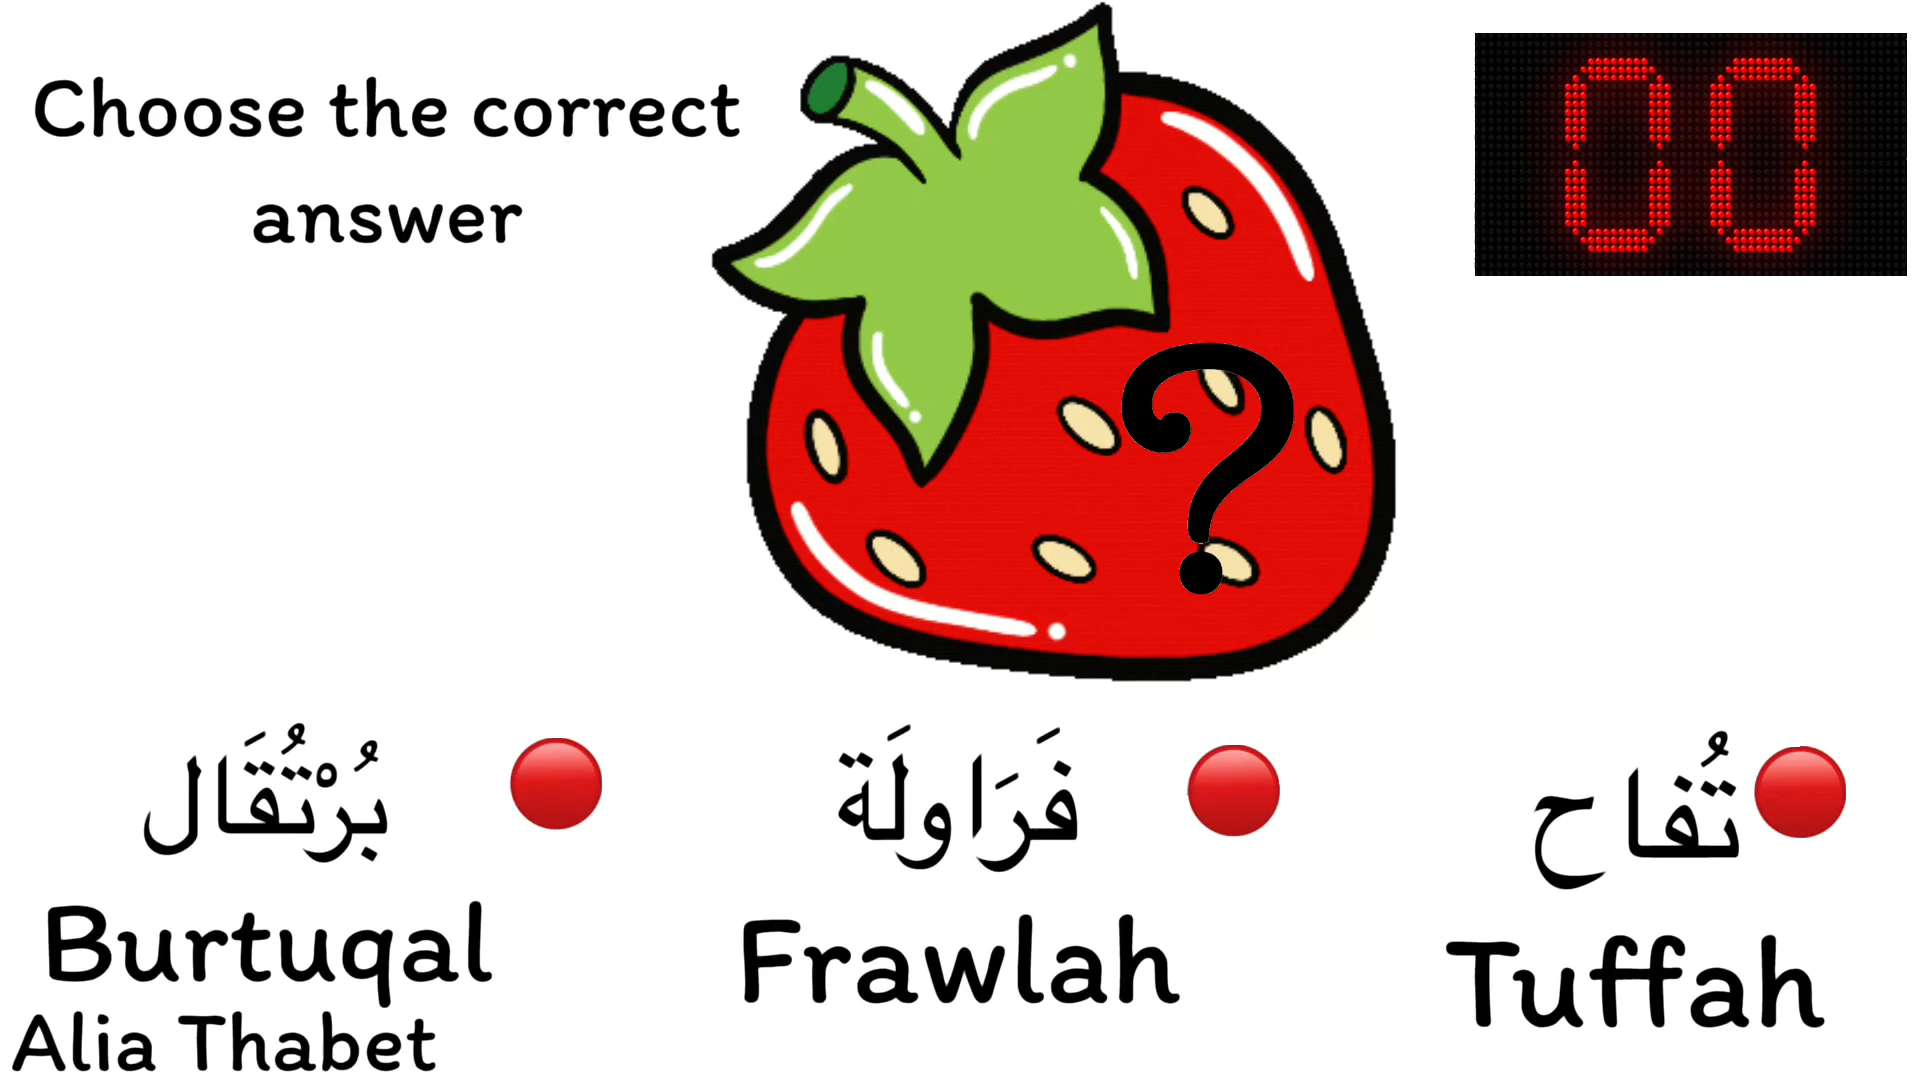 Choose the correct
answer
00
?
بُرْتُقَال
فَرَاولَة
تُفاح
Burtuqal
Frawlah
Tuffah
Alia Thabet